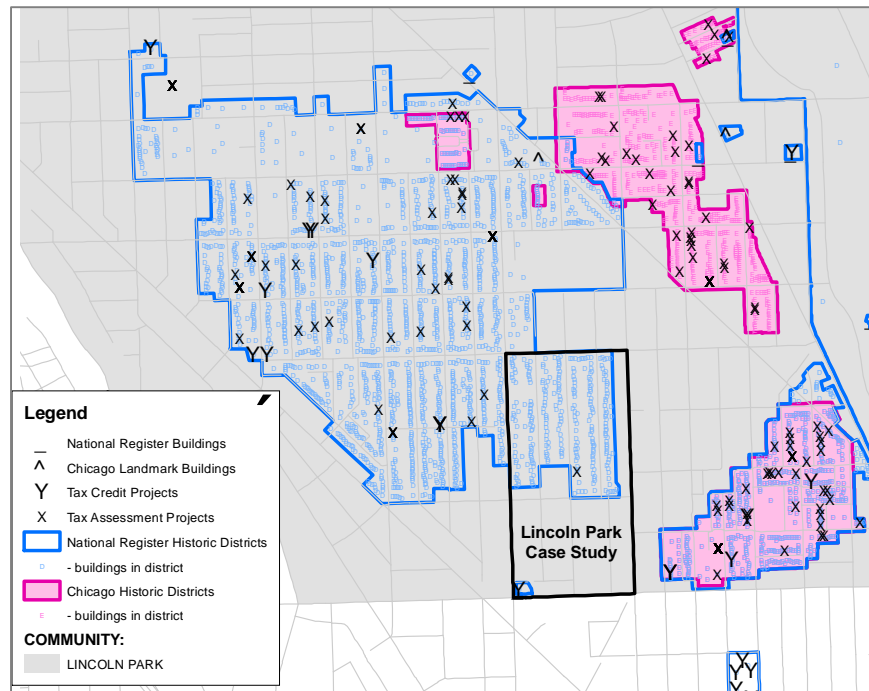 Legend
_ National Register Buildings
^ Chicago Landmark Buildings
Y Tax Credit Projects
X Tax Assessment Projects
National Register Historic Districts
- buildings in district
Chicago Historic Districts
E - buildings in district
COMMUNITY:
LINCOLN PARK
Lincoln Park
Case Study